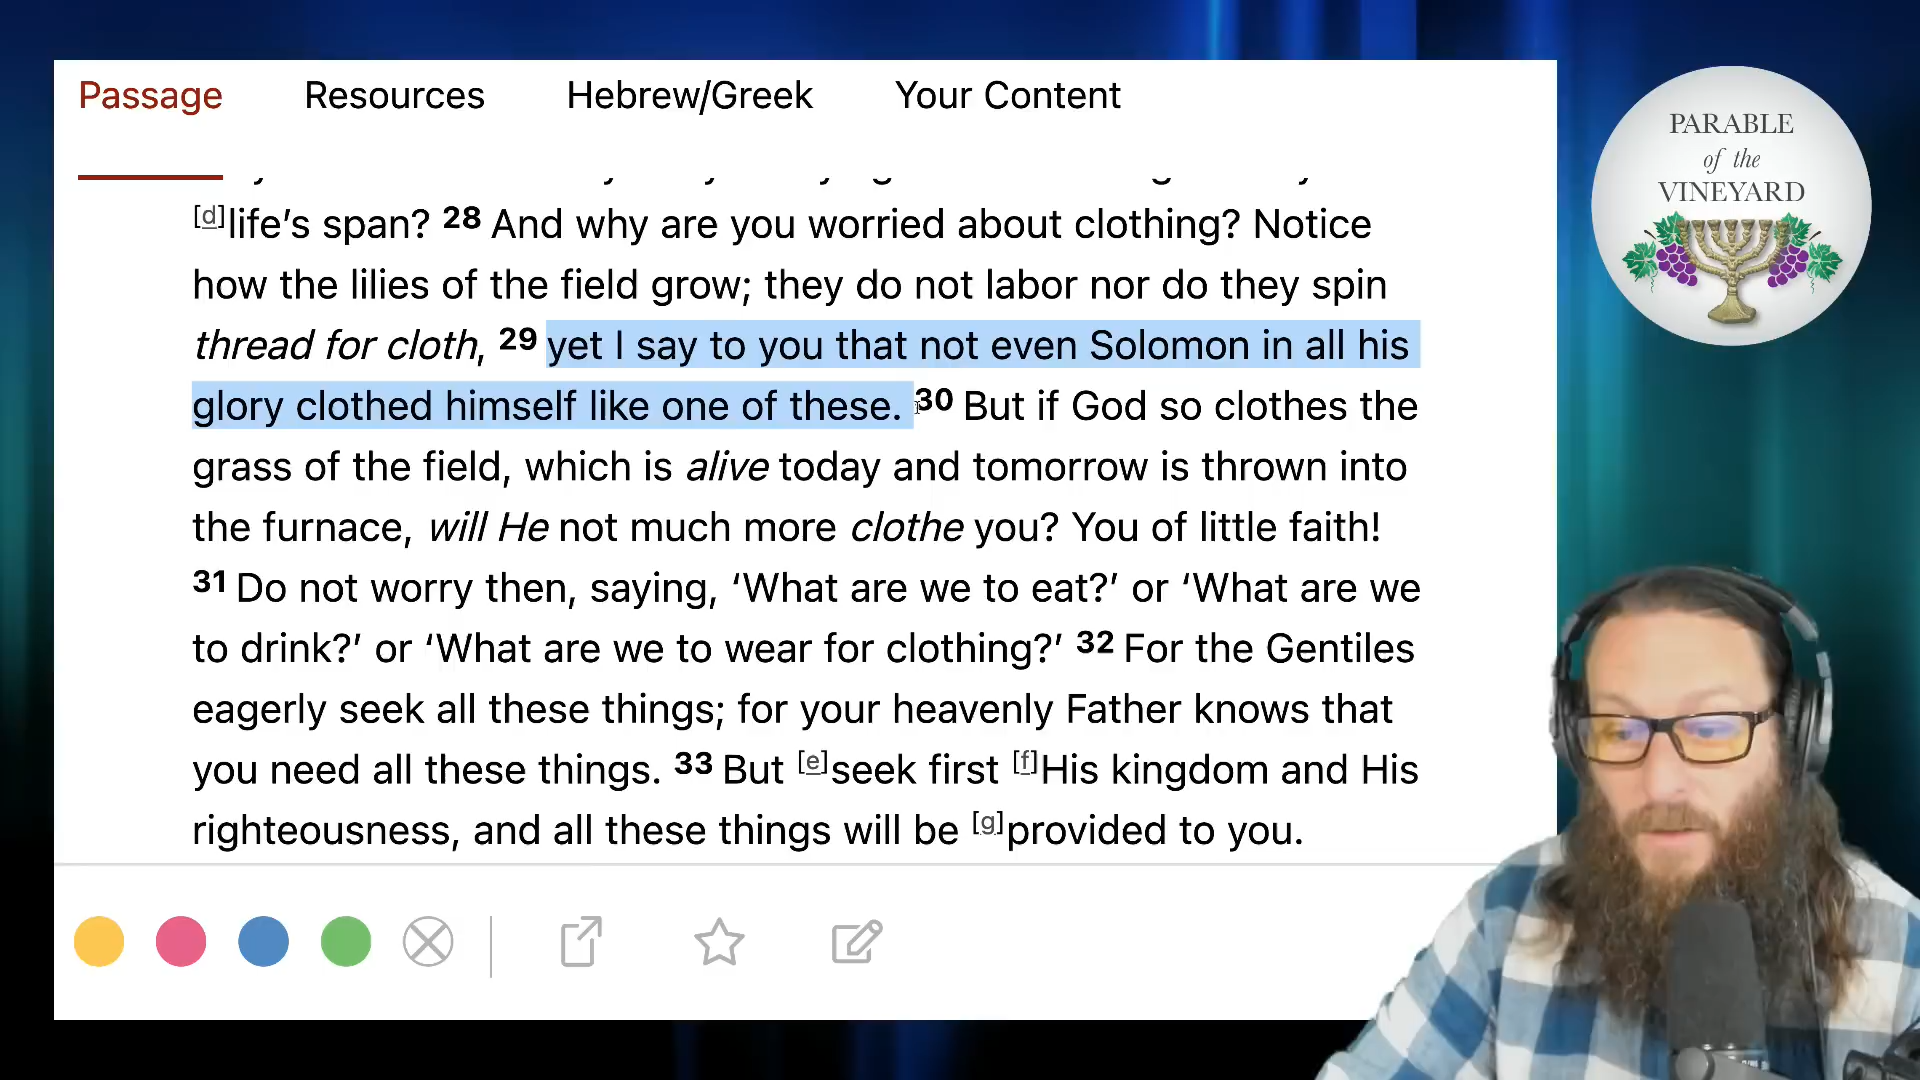 Passage Resources Hebrew/Greek Your Content
[d]life’s span? 28 And why are you worried about clothing? Notice
how the lilies of the field grow; they do not labor nor do they spin
thread for cloth, 29 yet I say to you that not even Solomon in all his
glory clothed himself like one of these. 30 But if God so clothes the
grass of the field, which is alive today and tomorrow is thrown into
the furnace, will He not much more clothe you? You of little faith!
31 Do not worry then, saying, ‘What are we to eat?’ or ‘What are we
to drink?’ or ‘What are we to wear for clothing?’ 32 For the Gentiles
eagerly seek all these things; for your heavenly Father knows that
you need all these things. 33 But [e]seek first [f]His kingdom and His
righteousness, and all these things will be [g]provided to you.
PARABLE
of the
VINEYARD